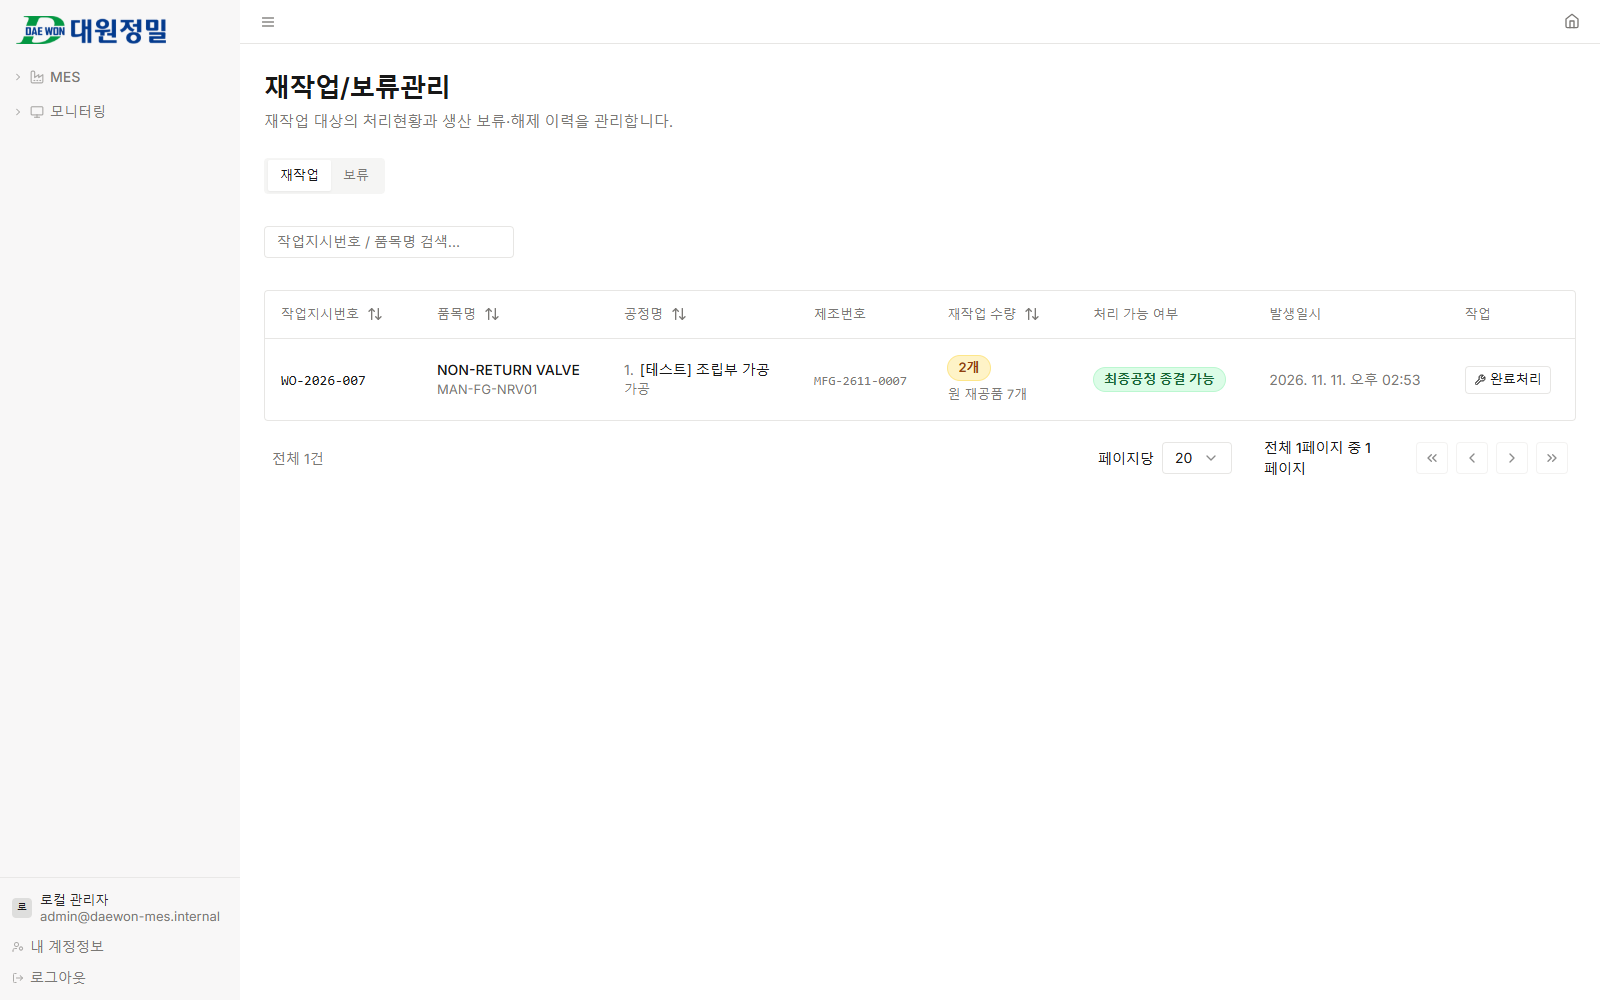 DAE WON 대원정밀
MES
모니터링
재작업/보류관리
재작업 대상의 처리현황과 생산 보류·해제 이력을 관리합니다.
재작업 보류
작업지시번호 / 품목명 검색...
작업지시번호 품목명 공정명 제조번호 재작업 수량 처리 가능 여부 발생일시 작업
WO-2026-007
NON-RETURN VALVE
MAN-FG-NRV01
1. [테스트] 조립부 가공
가공
MFG-2611-0007
2개
원 재공품 7개
최종공정 종결 가능
2026. 11. 11. 오후 02:53
완료처리
전체 1건
페이지당 20
전체 1페이지 중 1
페이지
로
로컬 관리자
admin@daewon-mes.internal
내 계정정보
로그아웃